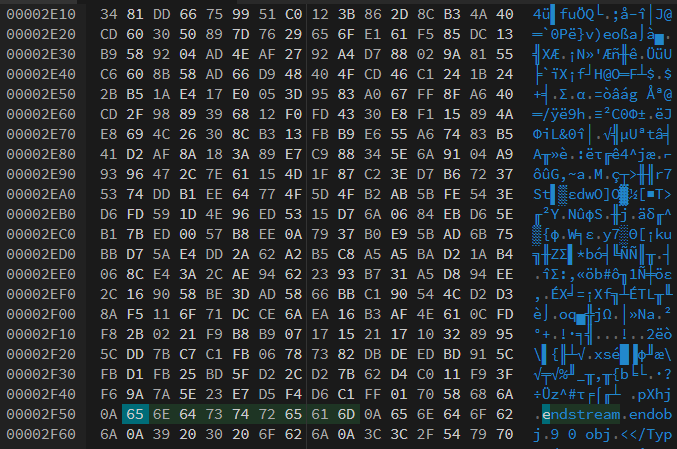 00002E10 34 81 DD 66 75 99 51 C0 12 3B 86 2D 8C B3 4A 40 4ü▌fuÖQ└.;å-î│J@
00002E20 CD 60 30 50 89 7D 76 29 65 6F E1 61 F5 85 DC 13 ═`0Pë}v)eoßa⌡à▄.
00002E30 B9 58 92 04 AD 4E AF 27 92 A4 D7 88 02 9A 81 55 ╣XÆ.¡N»'Æñ╫ê.ÜüU
00002E40 C6 60 8B 58 AD 66 D9 48 40 4F CD 46 C1 24 1B 24 ╞`ïX¡f┘H@O═F┴$.$
00002E50 2B B5 1A E4 17 E0 05 3D 95 83 A0 67 FF 8F A6 40 +╡.Σ.α.=òâág Åª@
00002E60 CD 2F 98 89 39 68 12 F0 FD 43 30 E8 F1 15 89 4A
00002E70 E8 69 4C 26 30 8C B3 13 FB B9 E6 55 A6 74 83 B5
00002E80 41 D2 AF 8A 18 3A 89 E7 C9 88 34 5E 6A 91 04 A9 A╥»è.:ëτ╔ê4^jæ.⌐
00002E90 93 96 47 2C 7E 61 15 4D 1F 87 C2 3E D7 B6 72 37 ôûG,~a.M.ç┬>╫╢r7
00002EA0 53 74 DD B1 EE 64 77 4F 5D 4F B2 AB 5B FE 54 3E St▌▒εdwO]O▓½[■T>
00002EB0 D6 FD 59 1D 4E 96 ED 53 15 D7 6A 06 84 EB D6 5E ╓²Y.NûφS.╫j.äδ╓^
00002EC0 B1 7B ED 00 57 B8 EE 0A 79 37 B0 E9 5B AD 6B 75
00002ED0 BB D7 5A E4 DD 2A 62 A2 B5 C8 A5 A5 BA D2 1A B4 ╗╫ZΣ▌*bó╡╚ÑÑ║╥.┤
00002EE0 06 8C E4 3A 2C AE 94 62 23 93 B7 31 A5 D8 94 EE .îΣ:,«öb#ô╖1Ñ╪öε
00002EF0 2C 16 90 58 BE 3D AD 58 66 BB C1 90 54 4C D2 D3 ,.ÉX╛=¡Xf╗┴ÉTL╥╙
00002F00 8A F5 11 6F 71 DC CE 6A EA 16 B3 AF 4E 61 0C FD è⌡.oq▄╬jΩ.│»Na.²
00002F10 F8 2B 02 21 F9 B8 B9 07 17 15 21 17 10 32 89 95 °+.!∙╕╣...!..2ëò
00002F20 5C DD 7B C7 C1 FB 06 78 73 82 DB DE ED BD 91 5C \▌{╟┴√.xsé█▐φ╜æ\
00002F30 FB D1 FB 25 BD 5F D2 2C D2 7B 62 D4 C0 11 F9 3F √╤√%╜_╥,╥{b╘└.∙?
00002F40 F6 9A 7A 5E 23 E7 D5 F4 D6 C1 FF 01 70 58 68 6A ÷Üz^#τ╒⌠╓┴ .pXhj
00002F50 0A 65 6E 64 73 74 72 65 61 6D 0A 65 6E 64 6F 62 .endstream.endob
00002F60 6A 0A 39 20 30 20 6F 62 6A 0A 3C 3C 2F 54 79 70 j.9 0 obj.<</Typ